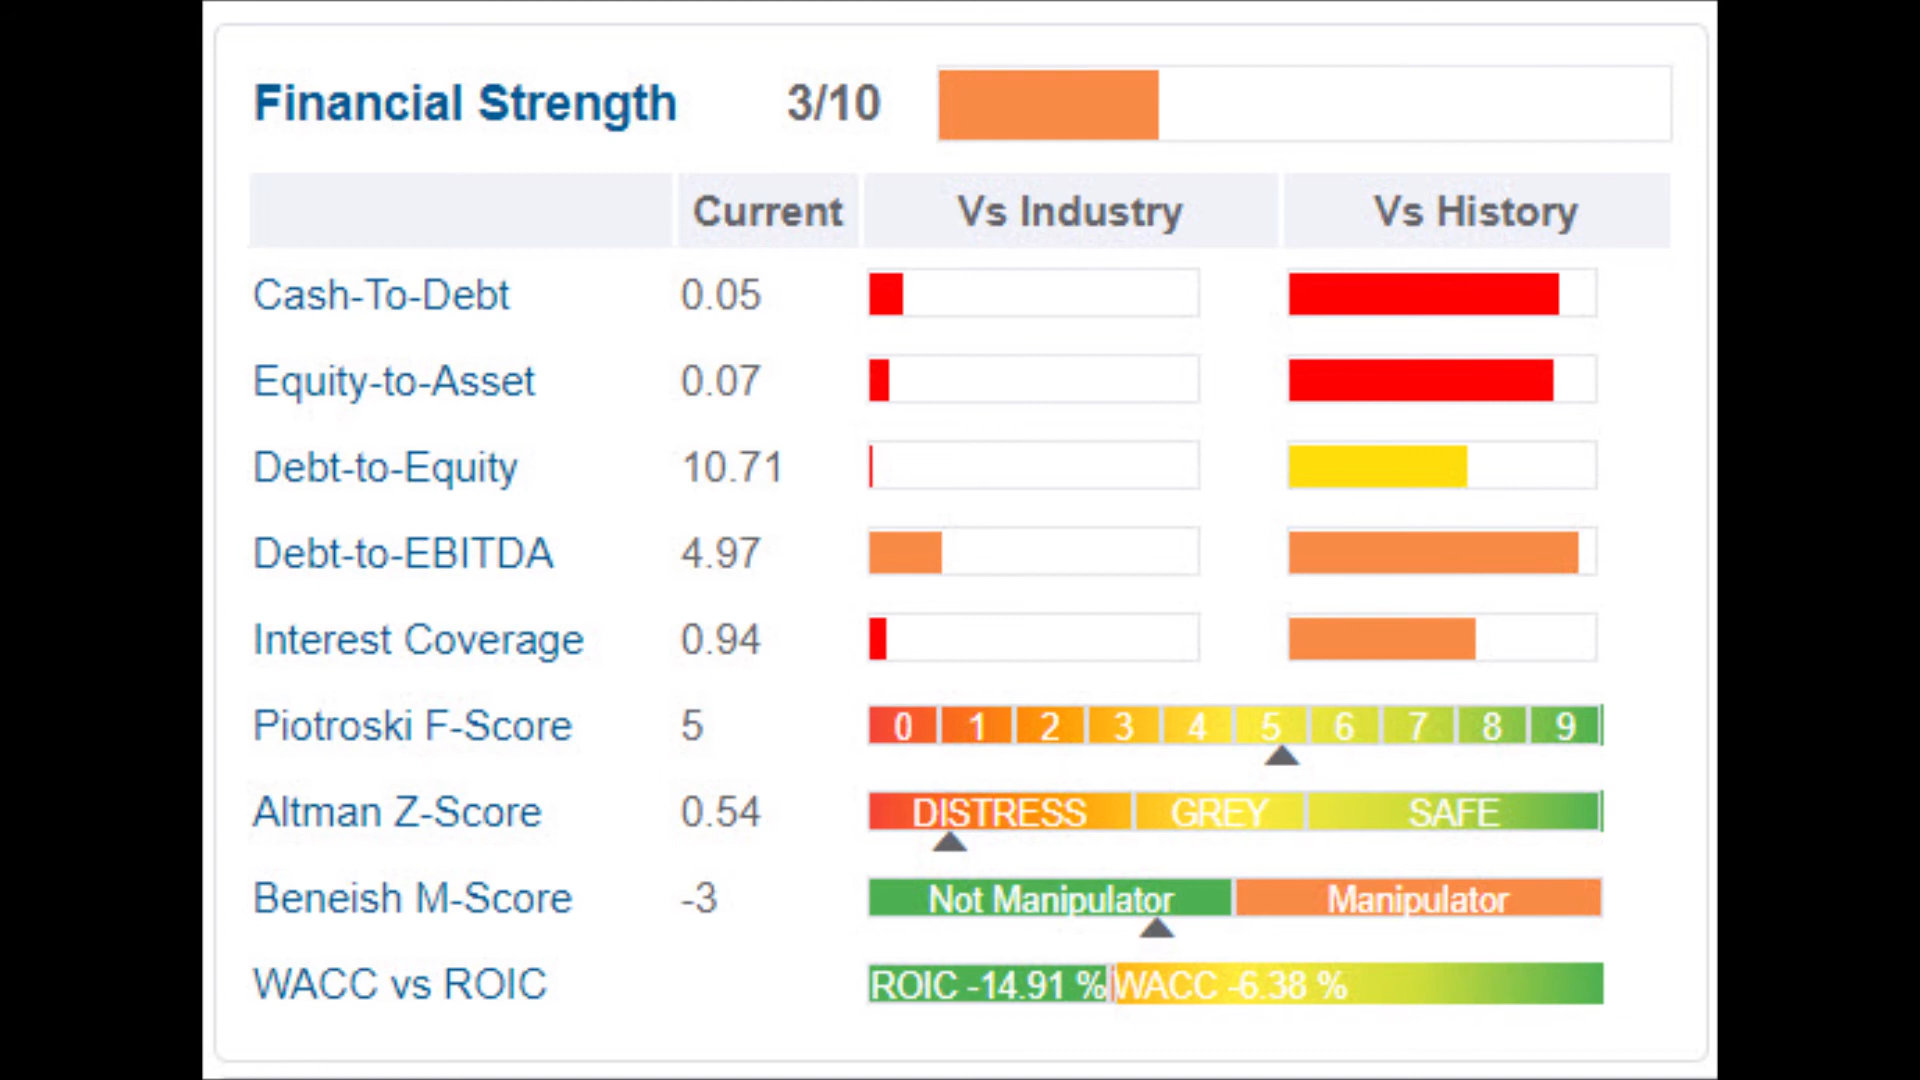 Financial Strength 3/10
Current Vs Industry Vs History
Cash-To-Debt 0.05
Equity-to-Asset 0.07
Debt-to-Equity 10.71
Debt-to-EBITDA 4.97
Interest Coverage 0.94
Piotroski F-Score 5 0 1 2 3 4 5 6 7 8 9
Altman Z-Score 0.54 DISTRESS GREY SAFE
Beneish M-Score -3 Not Manipulator Manipulator
WACC vs ROIC ROIC -14.91 % WACC -6.38 %